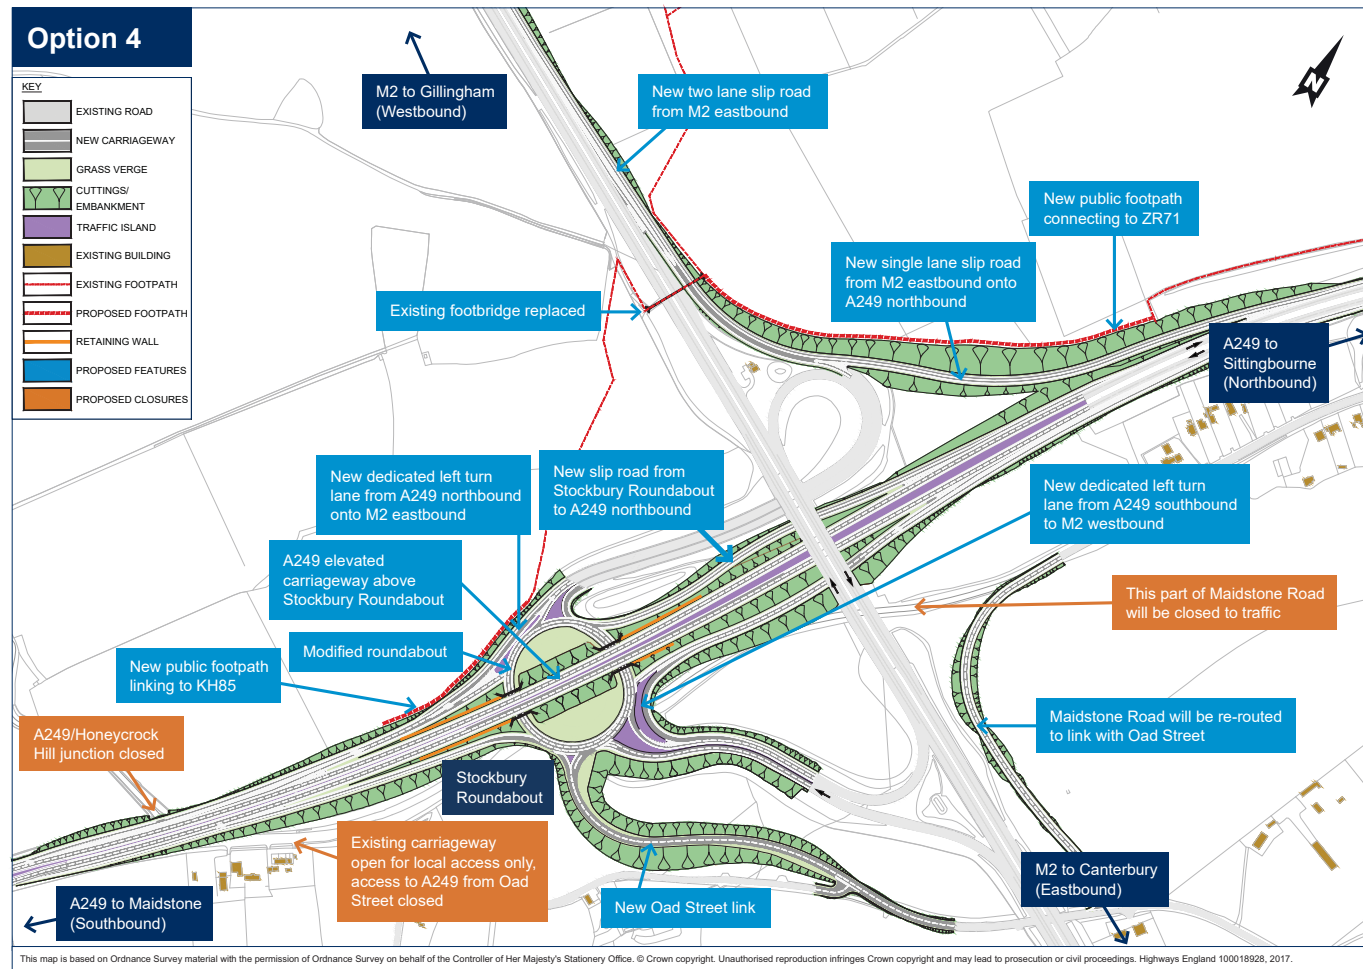 Option 4
KEY
EXISTING ROAD
NEW CARRIAGEWAY
GRASS VERGE
CUTTINGS/
EMBANKMENT
TRAFFIC ISLAND
EXISTING BUILDING
EXISTING FOOTPATH
PROPOSED FOOTPATH
RETAINING WALL
PROPOSED FEATURES
PROPOSED CLOSURES
M2 to Gillingham
(Westbound)
New two lane slip road
from M2 eastbound
N
New public footpath
connecting to ZR71
New single lane slip road
from M2 eastbound onto
A249 northbound
Existing footbridge replaced
A249 to
Sittingbourne
(Northbound)
New dedicated left turn
lane from A249 northbound
onto M2 eastbound
New slip road from
Stockbury Roundabout
to A249 northbound
New dedicated left turn
lane from A249 southbound
to M2 westbound
A249 elevated
carriageway above
Stockbury Roundabout
This part of Maidstone Road
will be closed to traffic
Modified roundabout
New public footpath
linking to KH85
A249/Honeycrock
Hill junction closed
Maidstone Road will be re-routed
to link with Oad Street
Stockbury
Roundabout
Existing carriageway
open for local access only,
access to A249 from Oad
Street closed
M2 to Canterbury
(Eastbound)
New Oad Street link
A249 to Maidstone
(Southbound)
This map is based on Ordnance Survey material with the permission of Ordnance Survey on behalf of the Controller of Her Majesty's Stationery Office. © Crown copyright. Unauthorised reproduction infringes Crown copyright and may lead to prosecution or civil proceedings. Highways England 100018928, 2017.